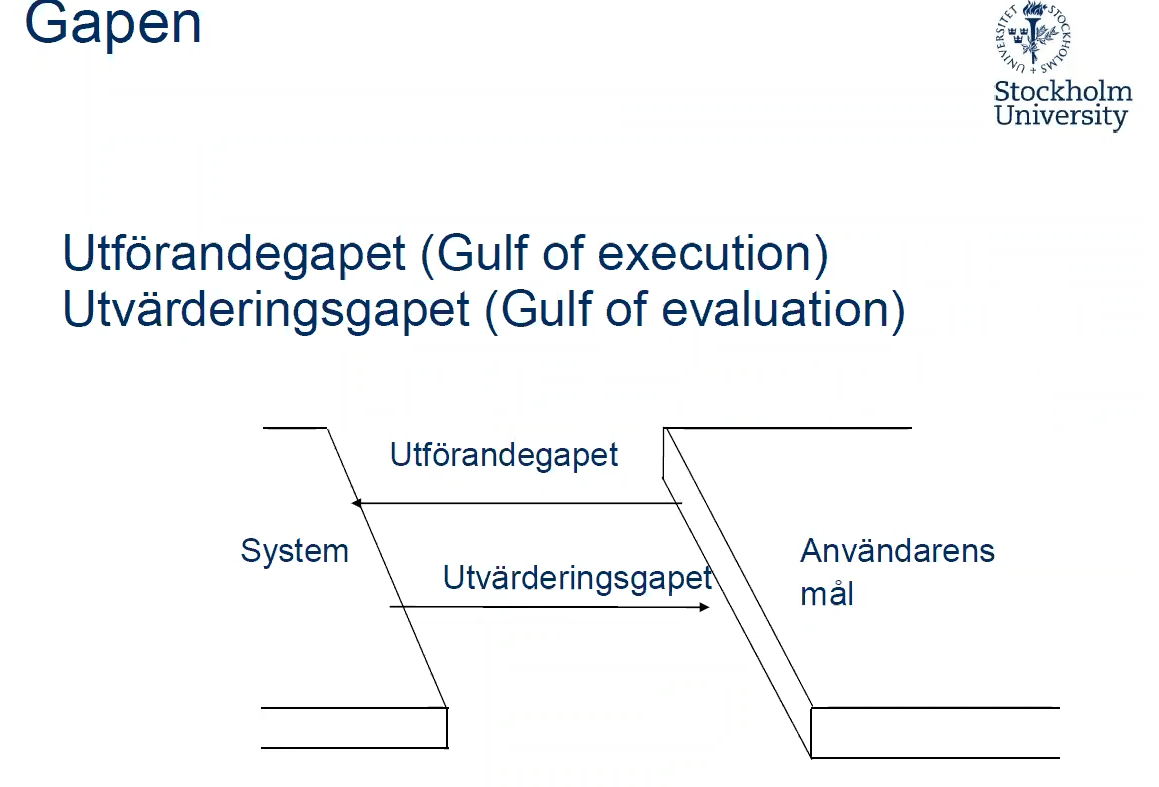 Gapen
STOCKHOLMS UNIVERSITET
Stockholm
University
Utförandegapet (Gulf of execution)
Utvärderingsgapet (Gulf of evaluation)
Utförandegapet
System
Utvärderingsgapet
Användarens
mål